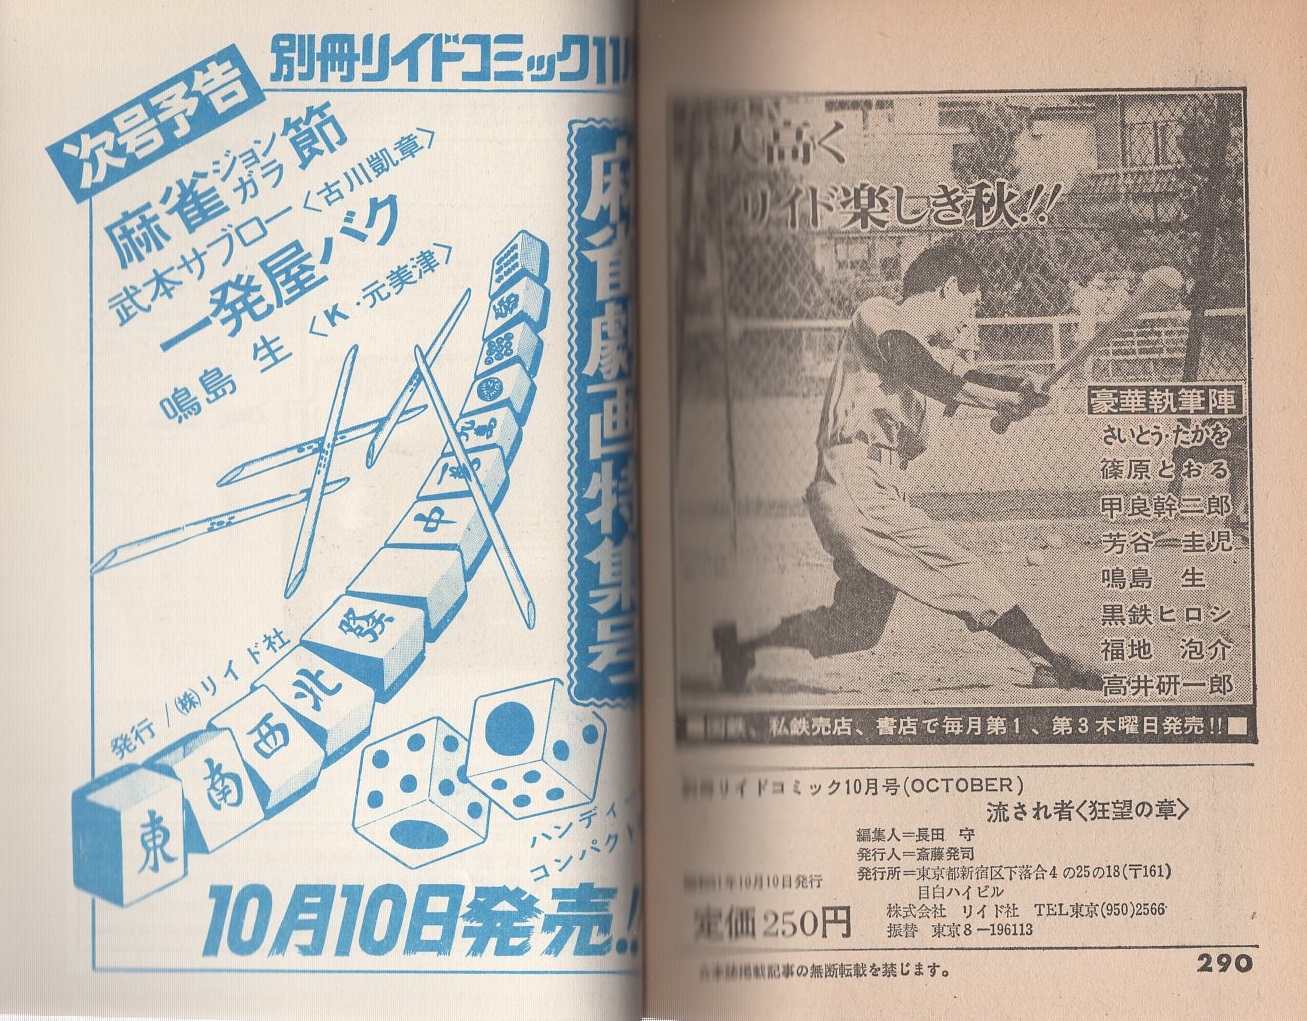 別冊リイドコミック11
次号予告
麻雀ジョンガラ節
武本サブロー〈古川凱章〉
一発屋バク
鳴島 生〈K・元美津〉
麻雀劇画特集号
發
中
東
南
西
北
発行/㈱リイド社
ハンディ
コンパクト
10月10日発売!!
天高く
リイド楽しき秋!!
豪華執筆陣
さいとう・たかを
篠原とおる
甲良幹二郎
芳谷圭児
鳴島 生
黒鉄ヒロシ
福地 泡介
高井研一郎
■国鉄、私鉄売店、書店で毎月第1、第3木曜日発売!!■
別冊リイドコミック10月号(OCTOBER)
流され者〈狂望の章〉
編集人=長田 守
発行人=斎藤発司
発行所=東京都新宿区下落合4の25の18(〒161)
目白ハイビル
株式会社 リイド社 TEL東京(950)2566
振替 東京8-196113
年10月10日発行
定価250円
本誌掲載記事の無断転載を禁じます。
290